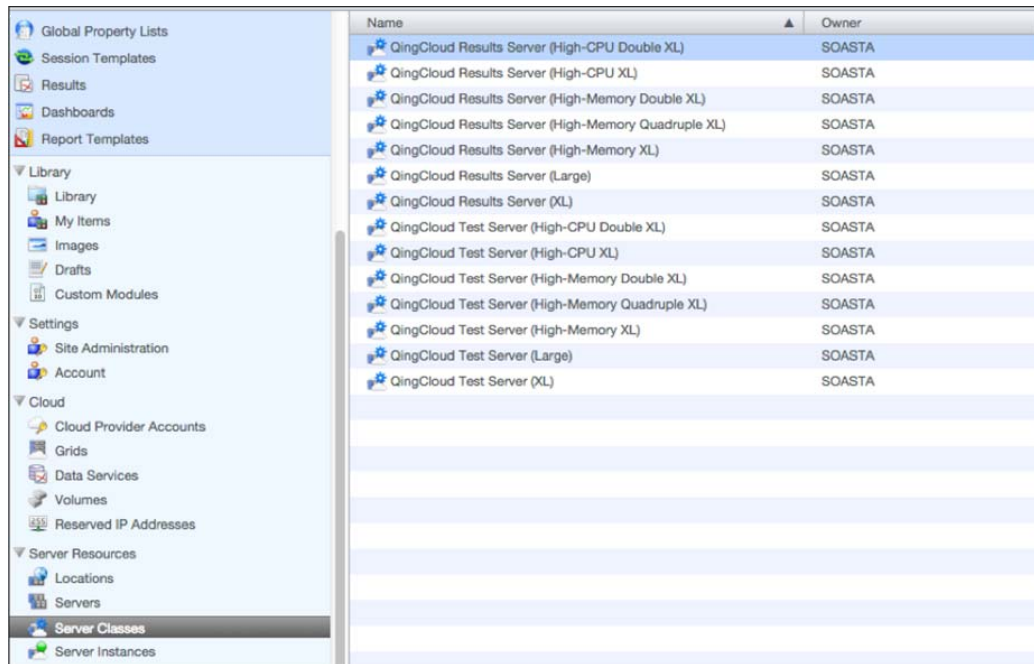 Global Property Lists
Session Templates
Results
Dashboards
Report Templates
Library
Library
My Items
Images
Drafts
Custom Modules
Settings
Site Administration
Account
Cloud
Cloud Provider Accounts
Grids
Data Services
Volumes
Reserved IP Addresses
Server Resources
Locations
Servers
Server Classes
Server Instances
Name Owner
QingCloud Results Server (High-CPU Double XL) SOASTA
QingCloud Results Server (High-CPU XL) SOASTA
QingCloud Results Server (High-Memory Double XL) SOASTA
QingCloud Results Server (High-Memory Quadruple XL) SOASTA
QingCloud Results Server (High-Memory XL) SOASTA
QingCloud Results Server (Large) SOASTA
QingCloud Results Server (XL) SOASTA
QingCloud Test Server (High-CPU Double XL) SOASTA
QingCloud Test Server (High-CPU XL) SOASTA
QingCloud Test Server (High-Memory Double XL) SOASTA
QingCloud Test Server (High-Memory Quadruple XL) SOASTA
QingCloud Test Server (High-Memory XL) SOASTA
QingCloud Test Server (Large) SOASTA
QingCloud Test Server (XL) SOASTA